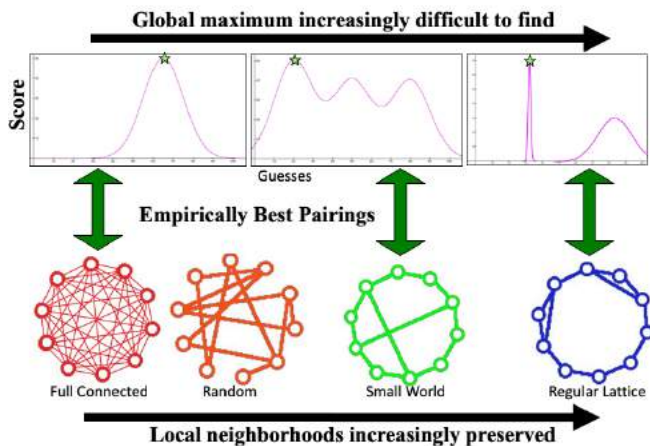 Global maximum increasingly difficult to find
Score
Guesses
Empirically Best Pairings
Full Connected
Random
Small World
Regular Lattice
Local neighborhoods increasingly preserved